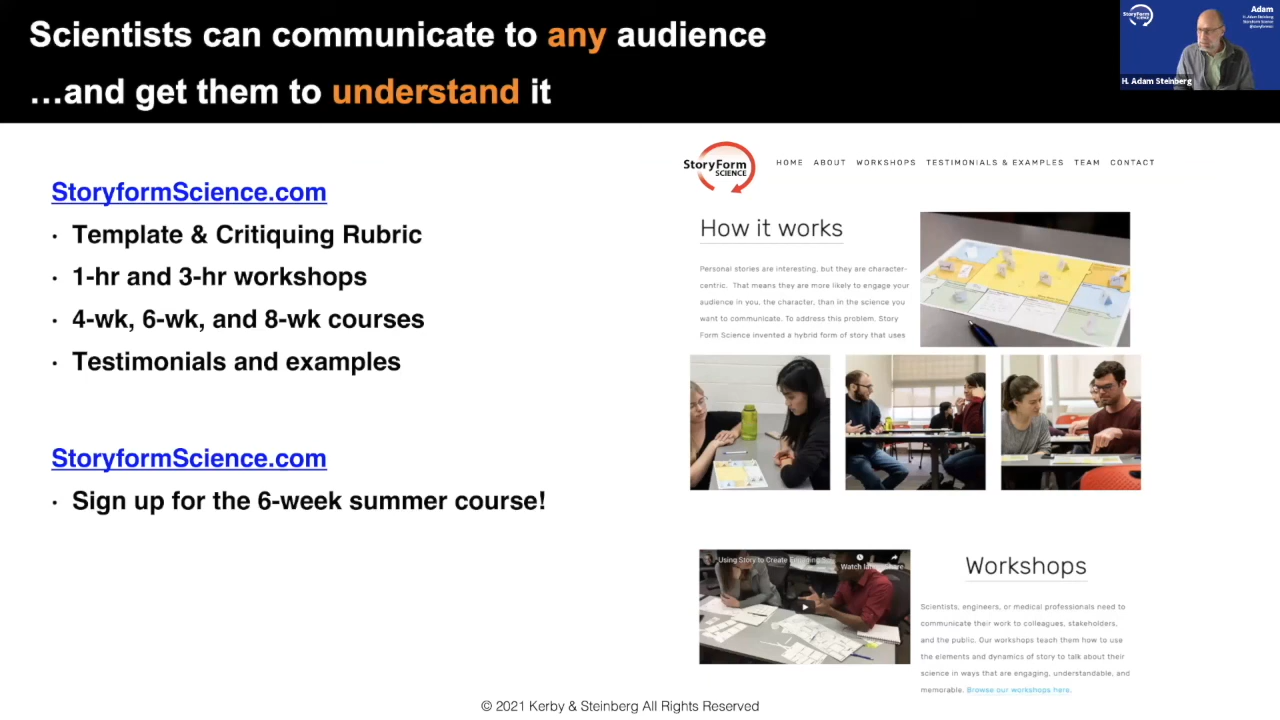 Scientists can communicate to any audience
…and get them to understand it
StoryForm
SCIENCE
Adam
H. Adam Steinberg
StoryformScience.com
· Template & Critiquing Rubric
· 1-hr and 3-hr workshops
· 4-wk, 6-wk, and 8-wk courses
· Testimonials and examples
StoryformScience.com
· Sign up for the 6-week summer course!
StoryForm
SCIENCE
HOME ABOUT WORKSHOPS TESTIMONIALS & EXAMPLES TEAM CONTACT
How it works
Personal stories are interesting, but they are character-
centric. That means they are more likely to engage your
audience in you, the character, than in the science you
want to communicate. To address this problem, Story
Form Science invented a hybrid form of story that uses
Using Story to Create
Watch
Workshops
Scientists, engineers, or medical professionals need to
communicate their work to colleagues, stakeholders,
and the public. Our workshops teach them how to use
the elements and dynamics of story to talk about their
science in ways that are engaging, understandable, and
memorable. Browse our workshops here.
© 2021 Kerby & Steinberg All Rights Reserved